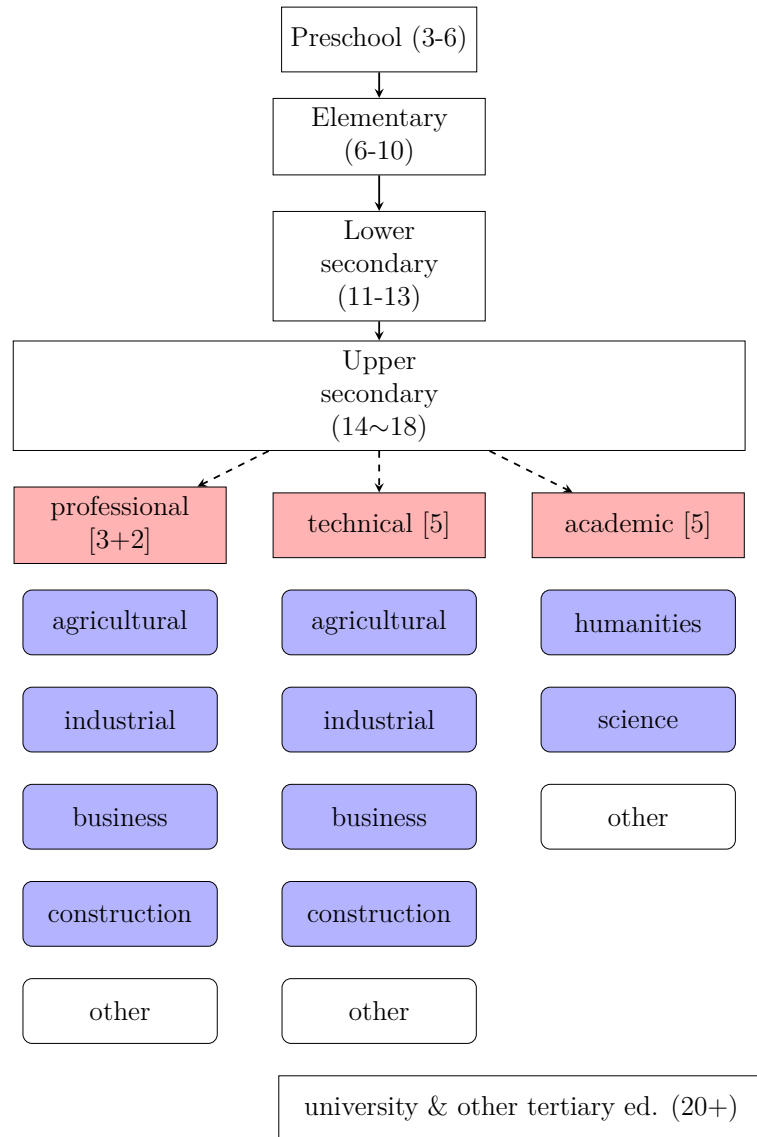 Preschool (3-6)
Elementary
(6-10)
Lower
secondary
(11-13)
Upper
secondary
(14∼18)
professional
[3+2]
technical [5]
academic [5]
agricultural
agricultural
humanities
industrial
industrial
science
business
business
other
construction
construction
other
other
university & other tertiary ed. (20+)